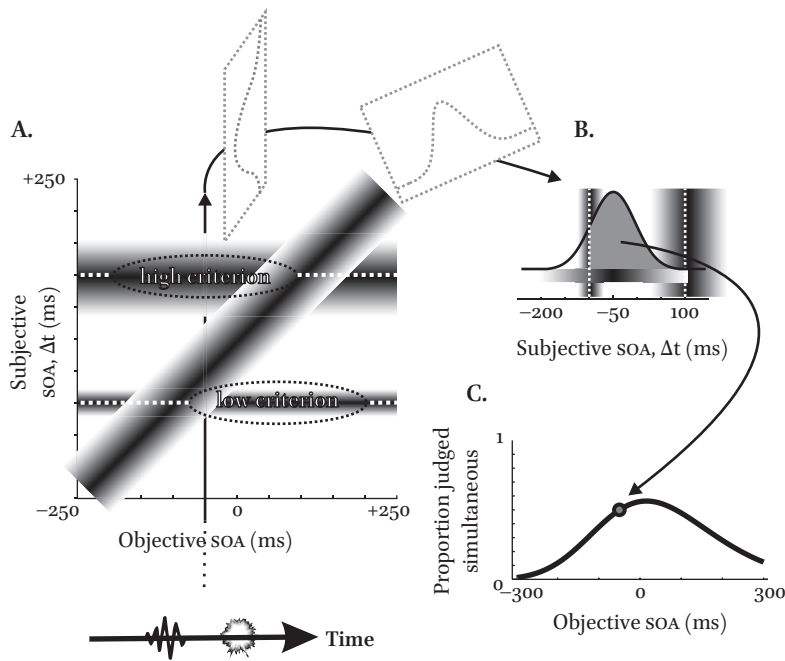 A.
+250
Subjective
SOA, Δt (ms)
high criterion
low criterion
−250
0
+250
Objective SOA (ms)
Time
B.
−200
−50
100
Subjective SOA, Δt (ms)
C.
1
Proportion judged
simultaneous
0
−300
0
300
Objective SOA (ms)